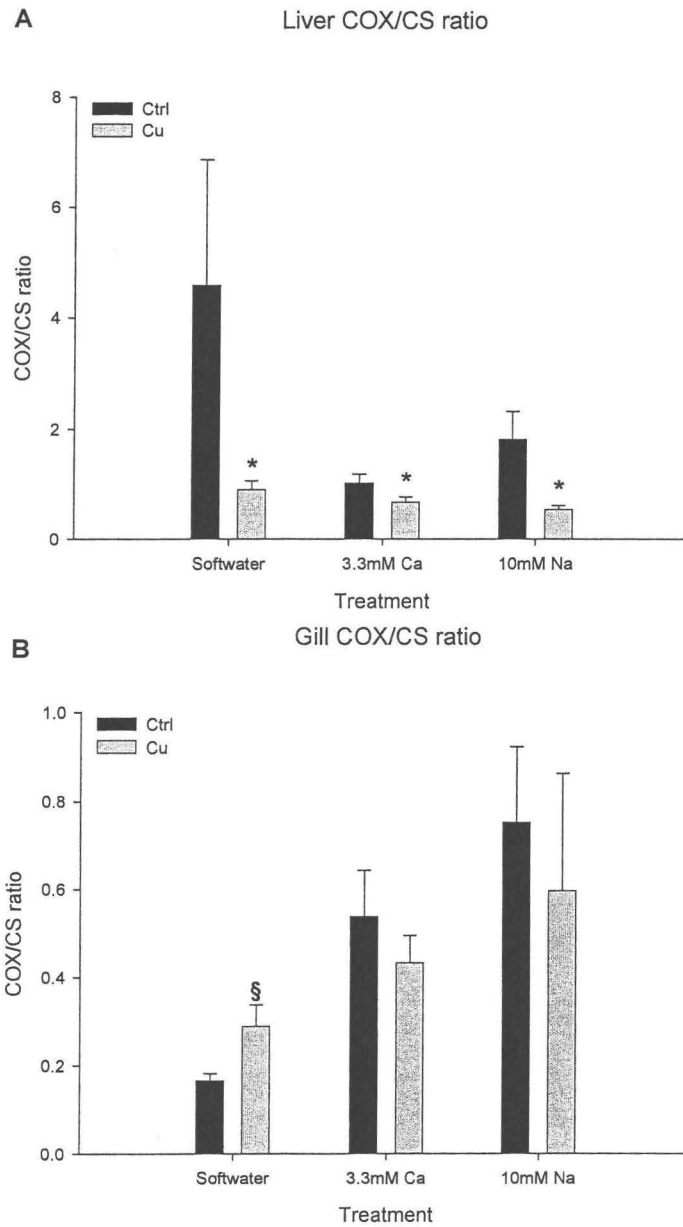 A
Liver COX/CS ratio
8
Ctrl
Cu
6
COX/CS ratio
4
2
*
*
*
0
Softwater
3.3mM Ca
10mM Na
Treatment
B
Gill COX/CS ratio
1.0
Ctrl
Cu
0.8
COX/CS ratio
0.6
0.4
§
0.2
0.0
Softwater
3.3mM Ca
10mM Na
Treatment